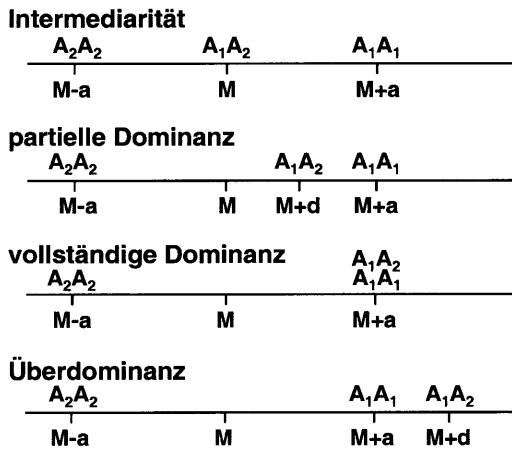 Intermediarität
A₂A₂ A₁A₂ A₁A₁
M-a M M+a
partielle Dominanz
A₂A₂ A₁A₂ A₁A₁
M-a M M+d M+a
vollständige Dominanz
A₁A₂
A₂A₂ A₁A₁
M-a M M+a
Überdominanz
A₂A₂ A₁A₁ A₁A₂
M-a M M+a M+d